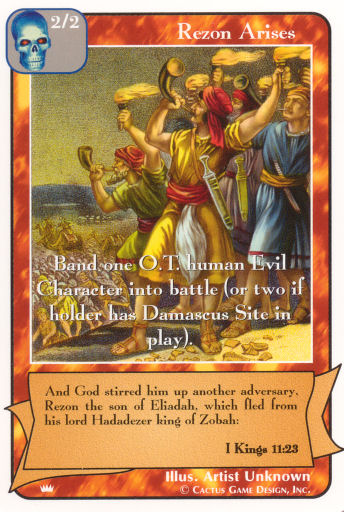 2/2
Rezon Arises
Band one O.T. human Evil
Character into battle (or two if
holder has Damascus Site in
play).
And God stirred him up another adversary,
Rezon the son of Eliadah, which fled from
his lord Hadadezer king of Zobah:
I Kings 11:23
Illus. Artist Unknown
© Cactus Game Design, Inc.